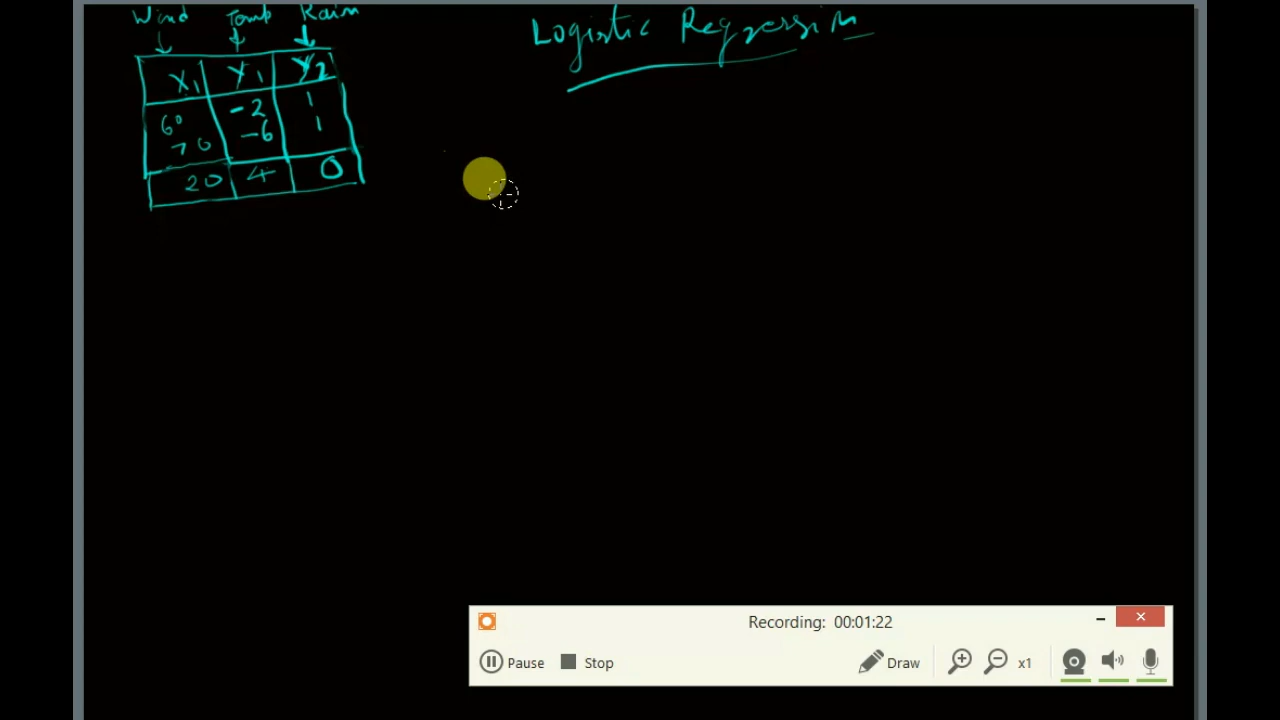 Wind Temp Rain
Logistic Regression
X1 Y1 Y2
60 -2 1
70 -6 1
20 4 0
Recording: 00:01:22
Pause Stop Draw x1